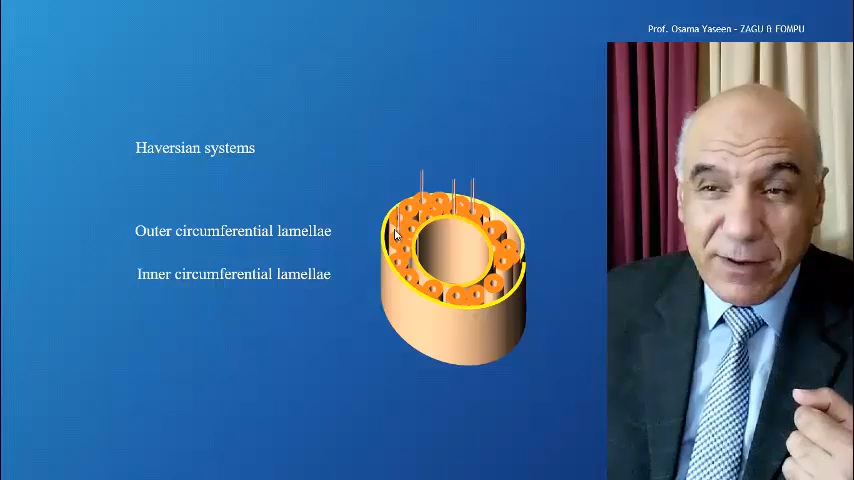 Prof. Osama Yaseen - ZAGU & FOMPU
Haversian systems
Outer circumferential lamellae
Inner circumferential lamellae